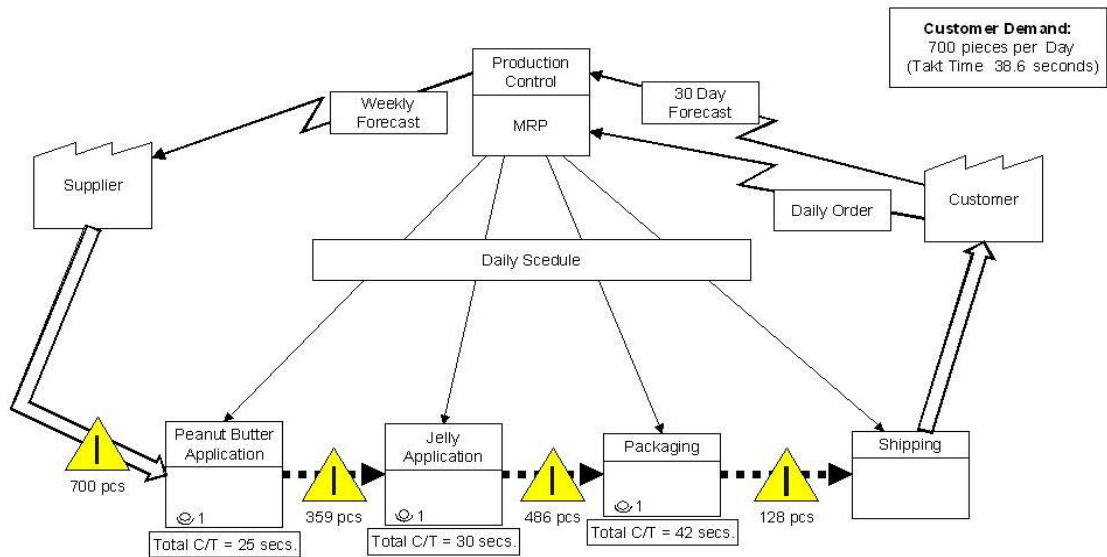 Customer Demand:
700 pieces per Day
(Takt Time 38.6 seconds)
Production
Control
MRP
Weekly
Forecast
30 Day
Forecast
Supplier
Daily Order
Customer
Daily Scedule
Peanut Butter
Application
1
Total C/T = 25 secs.
Jelly
Application
1
Total C/T = 30 secs.
Packaging
1
Total C/T = 42 secs.
Shipping
I
700 pcs
I
359 pcs
I
486 pcs
I
128 pcs